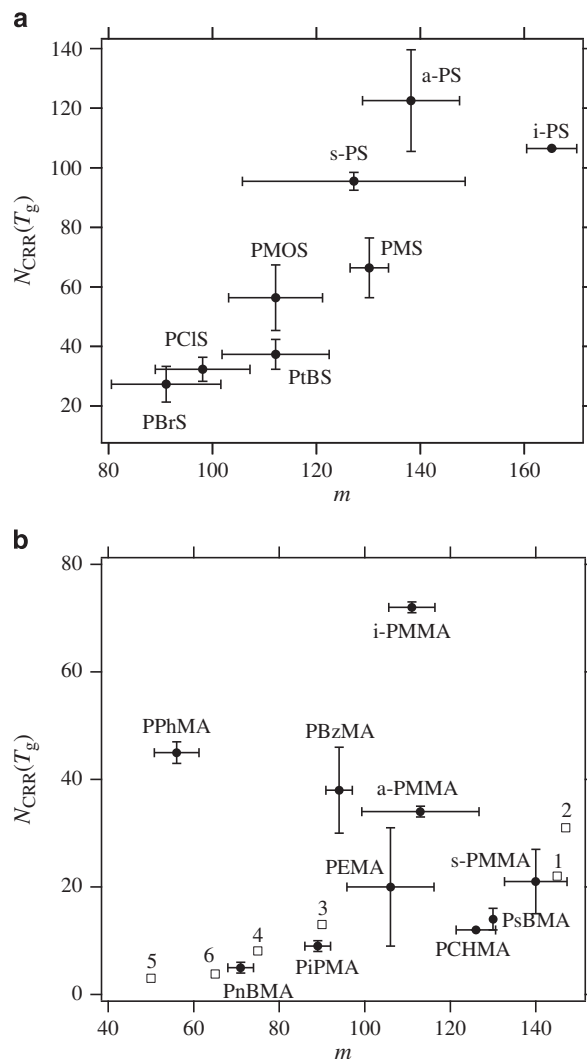 a
140
120
100
80
60
40
20
N_CRR(T_g)
a-PS
i-PS
s-PS
PMOS
PMS
PClS
PtBS
PBrS
80 100 120 140 160
m
b
80
60
40
20
0
N_CRR(T_g)
i-PMMA
PPhMA
PBzMA
a-PMMA
2
PEMA
s-PMMA 1
3
PsBMA
4
PCHMA
5 6
PiPMA
PnBMA
40 60 80 100 120 140
m